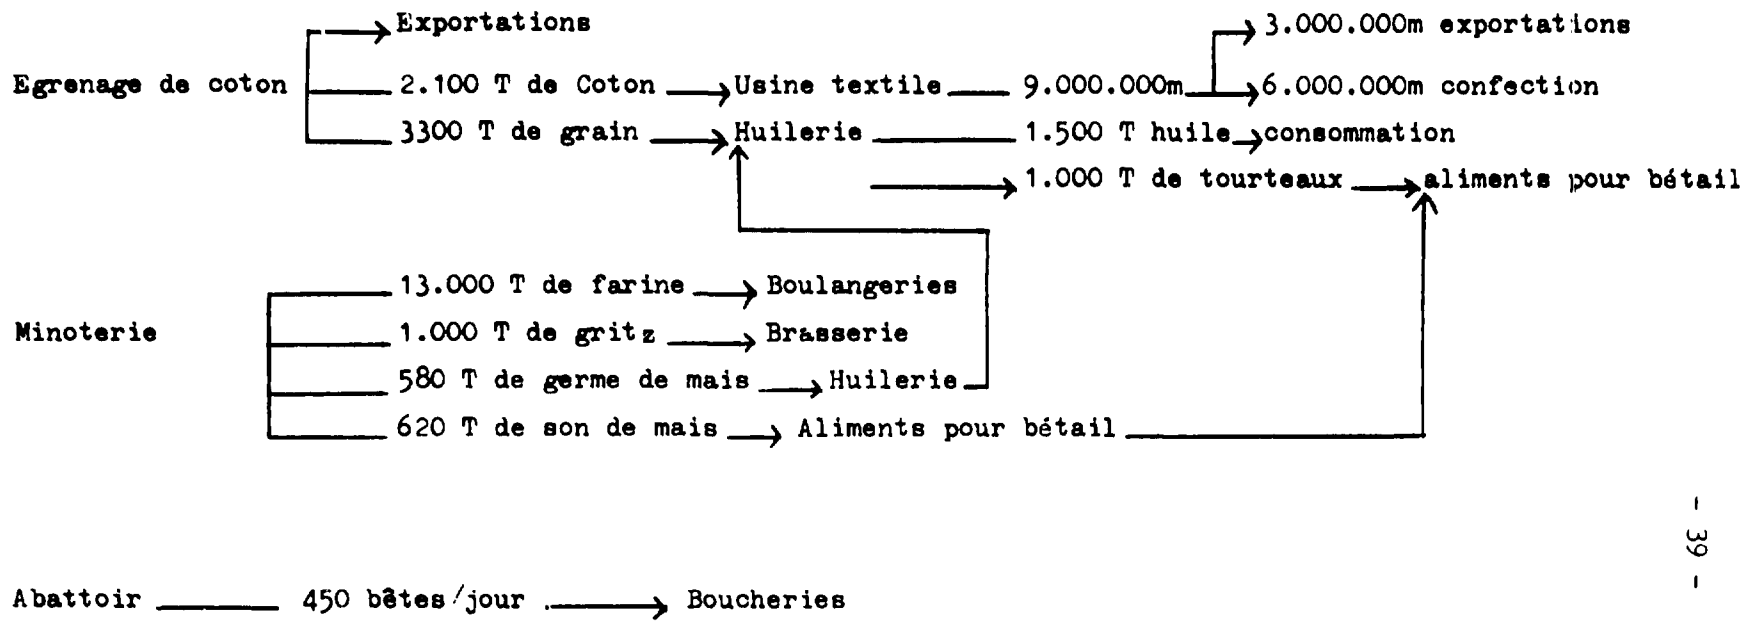 Exportations 3.000.000m exportations
Egrenage de coton 2.100 T de Coton Usine textile 9.000.000m 6.000.000m confection
3300 T de grain Huilerie 1.500 T huile consommation
1.000 T de tourteaux aliments pour bétail
13.000 T de farine Boulangeries
Minoterie 1.000 T de gritz Brasserie
580 T de germe de mais Huilerie
620 T de son de mais Aliments pour bétail
- 39 -
Abattoir 450 bêtes/jour Boucheries